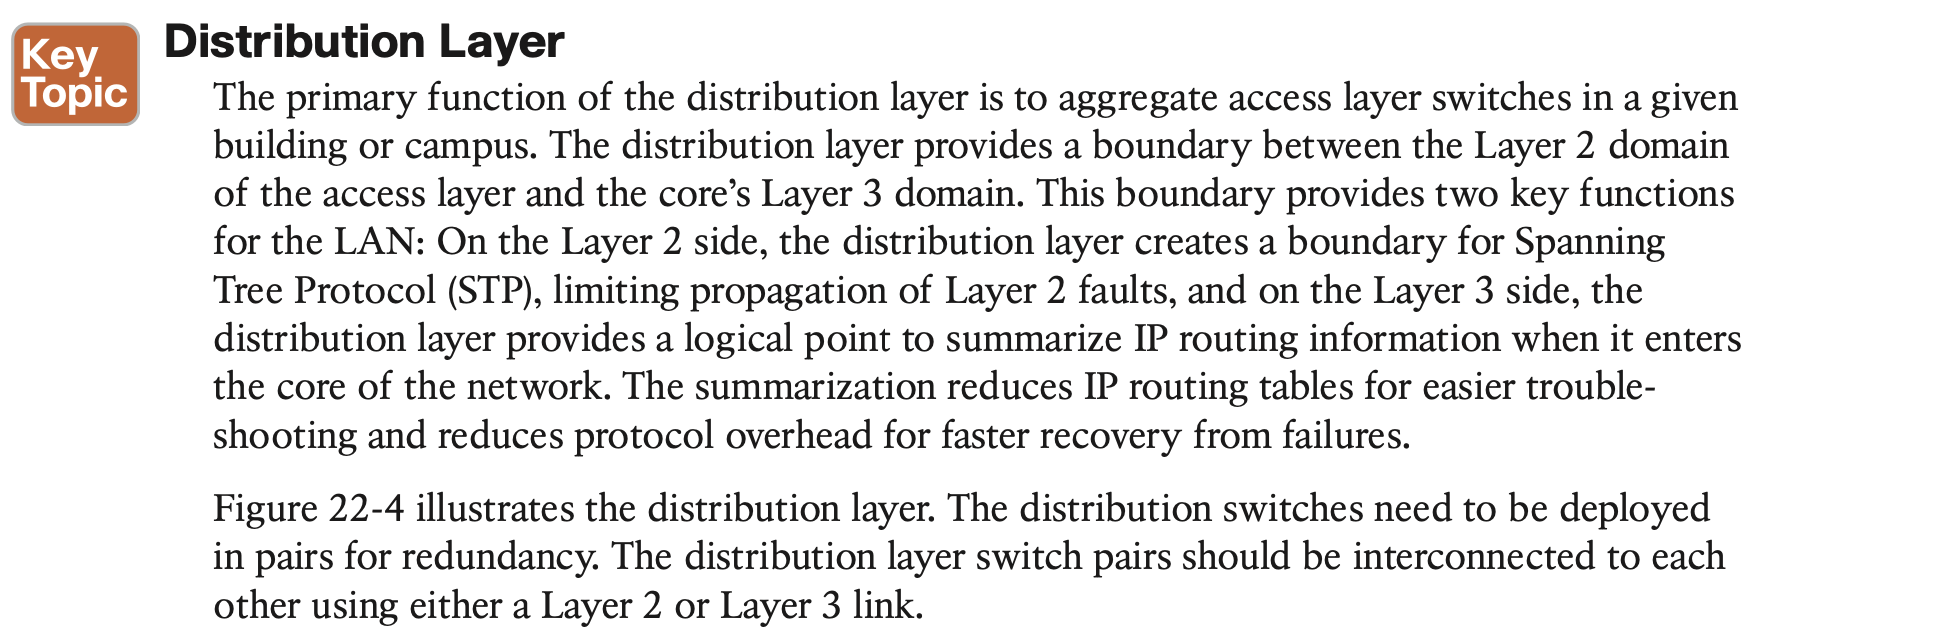 Key
Topic
Distribution Layer
The primary function of the distribution layer is to aggregate access layer switches in a given
building or campus. The distribution layer provides a boundary between the Layer 2 domain
of the access layer and the core’s Layer 3 domain. This boundary provides two key functions
for the LAN: On the Layer 2 side, the distribution layer creates a boundary for Spanning
Tree Protocol (STP), limiting propagation of Layer 2 faults, and on the Layer 3 side, the
distribution layer provides a logical point to summarize IP routing information when it enters
the core of the network. The summarization reduces IP routing tables for easier trouble-
shooting and reduces protocol overhead for faster recovery from failures.
Figure 22-4 illustrates the distribution layer. The distribution switches need to be deployed
in pairs for redundancy. The distribution layer switch pairs should be interconnected to each
other using either a Layer 2 or Layer 3 link.